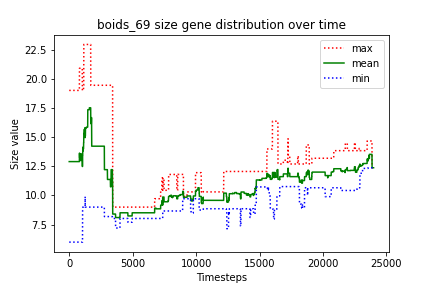 boids_69 size gene distribution over time
max
mean
min
Size value
22.5
20.0
17.5
15.0
12.5
10.0
7.5
0
5000
10000
15000
20000
25000
Timesteps